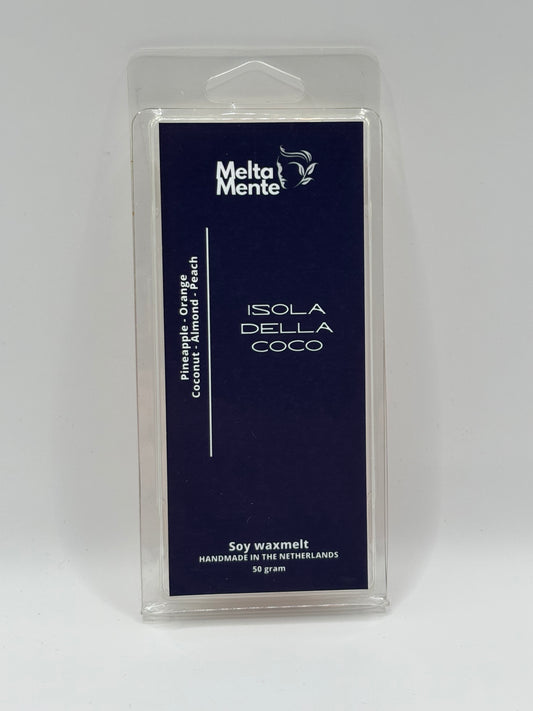 Melta
Mente
Pineapple - Orange
Coconut - Almond - Peach
ISOLA
DELLA
COCO
Soy waxmelt
HANDMADE IN THE NETHERLANDS
50 gram